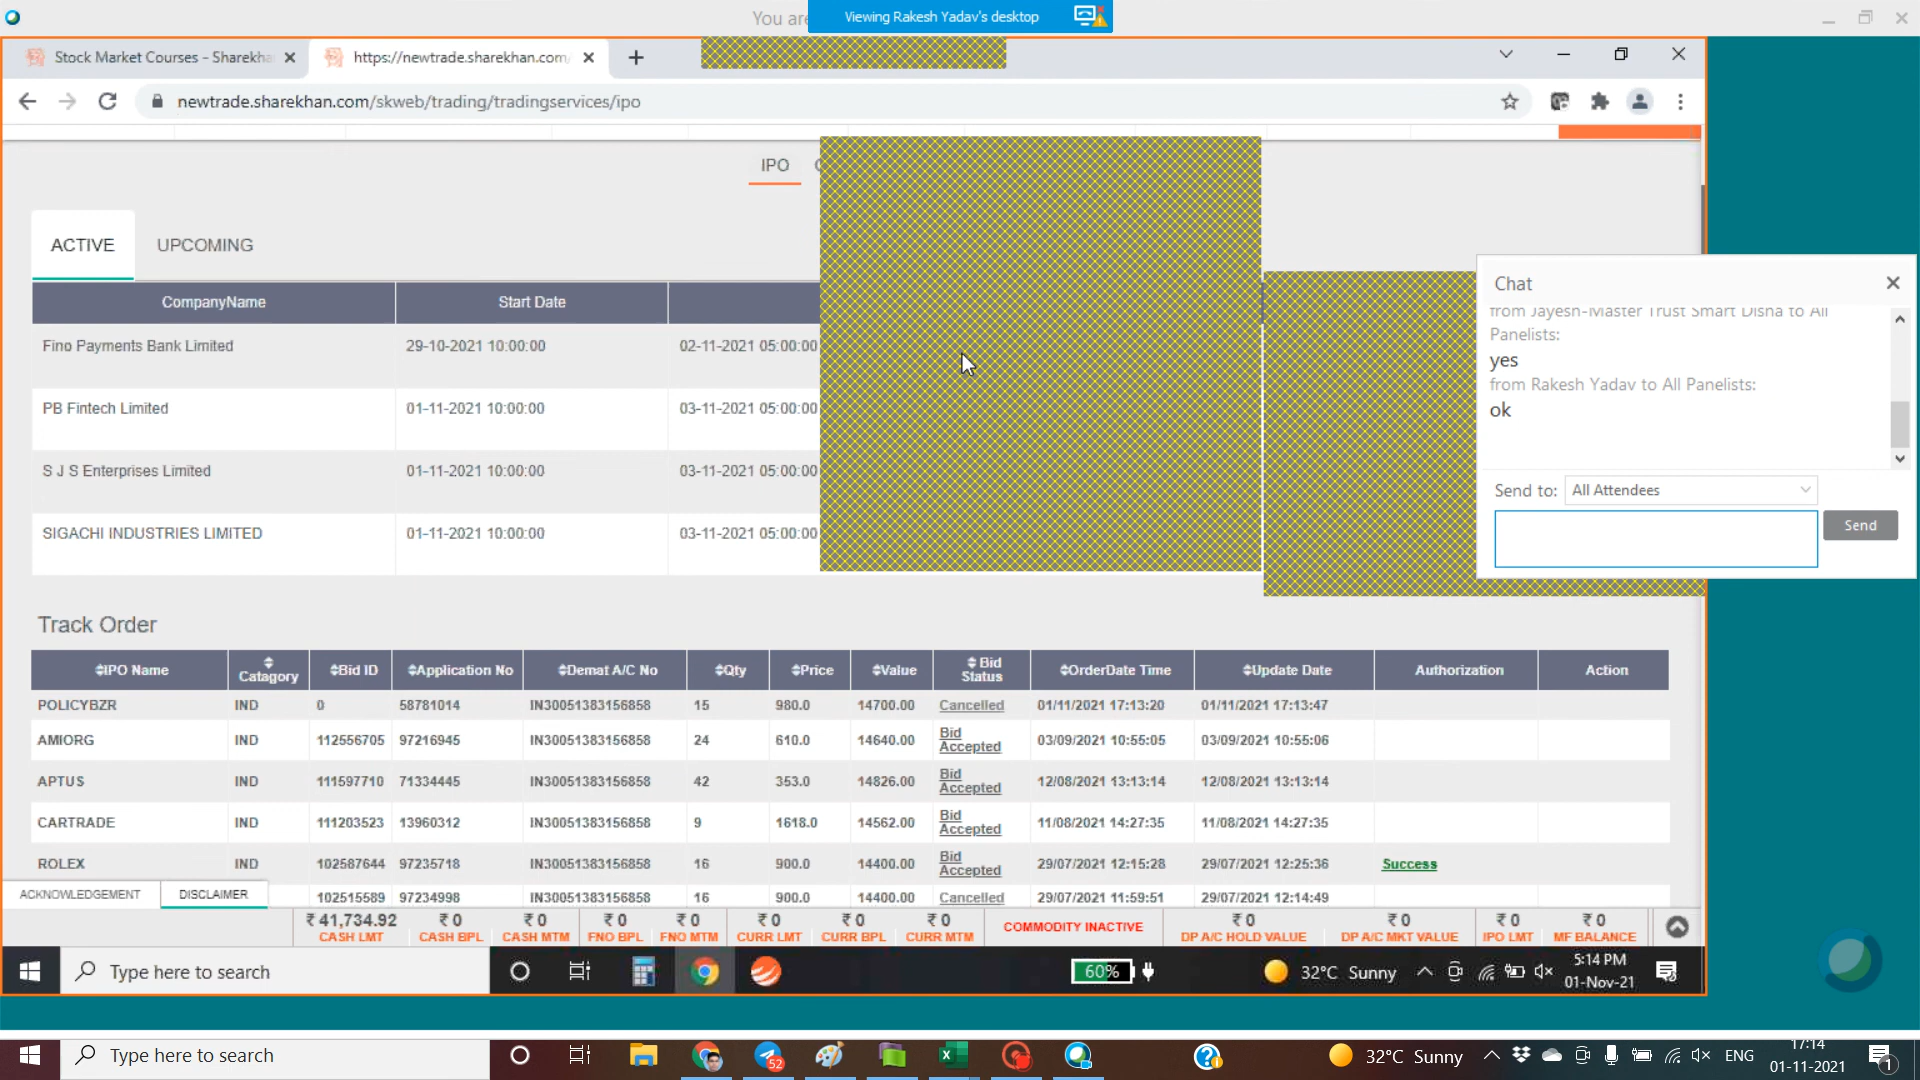 You are
Viewing Rakesh Yadav's desktop
Stock Market Courses - Sharekha
https://newtrade.sharekhan.com/
newtrade.sharekhan.com/skweb/trading/tradingservices/ipo
IPO
ACTIVE UPCOMING
CompanyName Start Date
Fino Payments Bank Limited 29-10-2021 10:00:00 02-11-2021 05:00:00
PB Fintech Limited 01-11-2021 10:00:00 03-11-2021 05:00:00
S J S Enterprises Limited 01-11-2021 10:00:00 03-11-2021 05:00:00
SIGACHI INDUSTRIES LIMITED 01-11-2021 10:00:00 03-11-2021 05:00:00
Chat
from Jayesh-Master Trust Smart Disha to All
Panelists:
yes
from Rakesh Yadav to All Panelists:
ok
Send to: All Attendees
Send
Track Order
IPO Name Catagory Bid ID Application No Demat A/C No Qty Price Value Bid Status OrderDate Time Update Date Authorization Action
POLICYBZR IND 0 58781014 IN30051383156858 15 980.0 14700.00 Cancelled 01/11/2021 17:13:20 01/11/2021 17:13:47
AMIORG IND 112556705 97216945 IN30051383156858 24 610.0 14640.00 Bid Accepted 03/09/2021 10:55:05 03/09/2021 10:55:06
APTUS IND 111597710 71334445 IN30051383156858 42 353.0 14826.00 Bid Accepted 12/08/2021 13:13:14 12/08/2021 13:13:14
CARTRADE IND 111203523 13960312 IN30051383156858 9 1618.0 14562.00 Bid Accepted 11/08/2021 14:27:35 11/08/2021 14:27:35
ROLEX IND 102587644 97235718 IN30051383156858 16 900.0 14400.00 Bid Accepted 29/07/2021 12:15:28 29/07/2021 12:25:36 Success
102515589 97234998 IN30051383156858 16 900.0 14400.00 Cancelled 29/07/2021 11:59:51 29/07/2021 12:14:49
ACKNOWLEDGEMENT DISCLAIMER
₹ 41,734.92 ₹ 0 ₹ 0 ₹ 0 ₹ 0 ₹ 0 ₹ 0 ₹ 0 ₹ 0 ₹ 0 ₹ 0 ₹ 0
CASH LMT CASH BPL CASH MTM FNO BPL FNO MTM CURR LMT CURR BPL CURR MTM COMMODITY INACTIVE DP A/C HOLD VALUE DP A/C MKT VALUE IPO LMT MF BALANCE
Type here to search 60% 32°C Sunny 5:14 PM
01-Nov-21
Type here to search 52 32°C Sunny ENG 17:14
01-11-2021 1